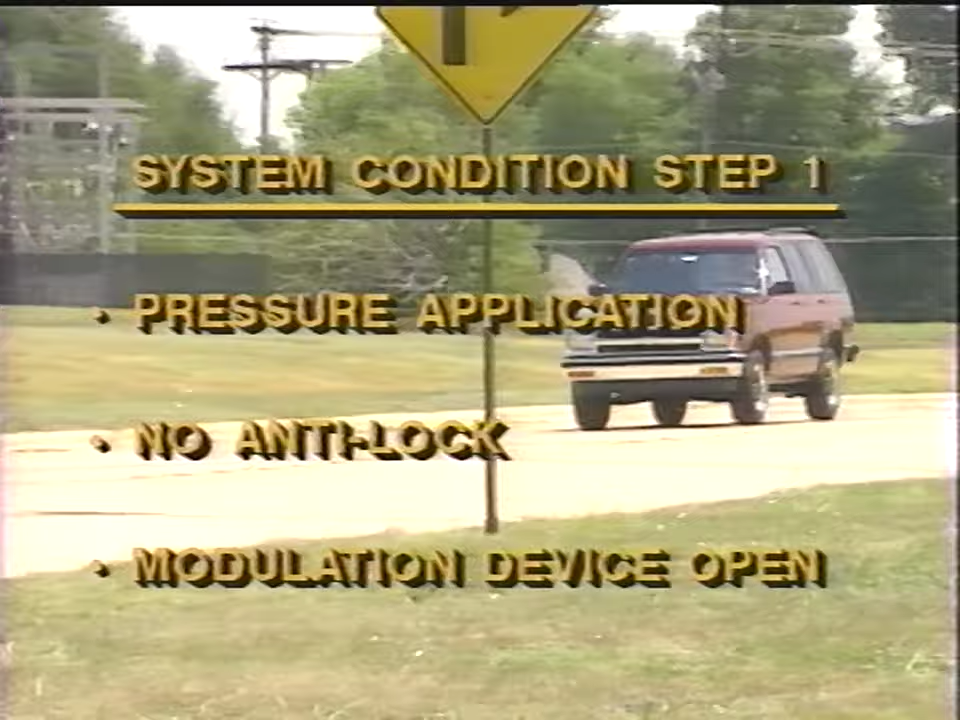 SYSTEM CONDITION STEP 1
• PRESSURE APPLICATION
• NO ANTI-LOCK
• MODULATION DEVICE OPEN